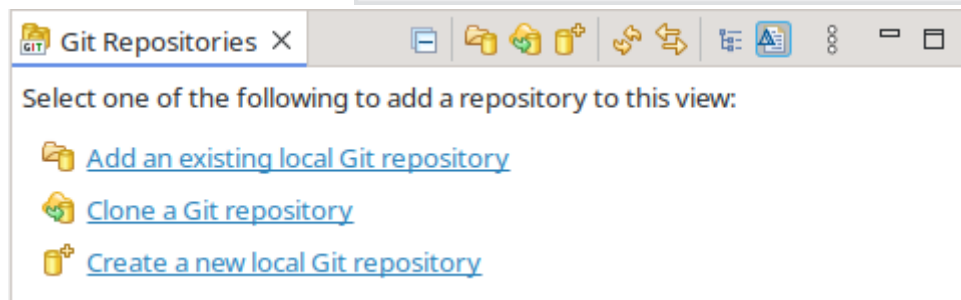 GIT Git Repositories
Select one of the following to add a repository to this view:
Add an existing local Git repository
Clone a Git repository
Create a new local Git repository